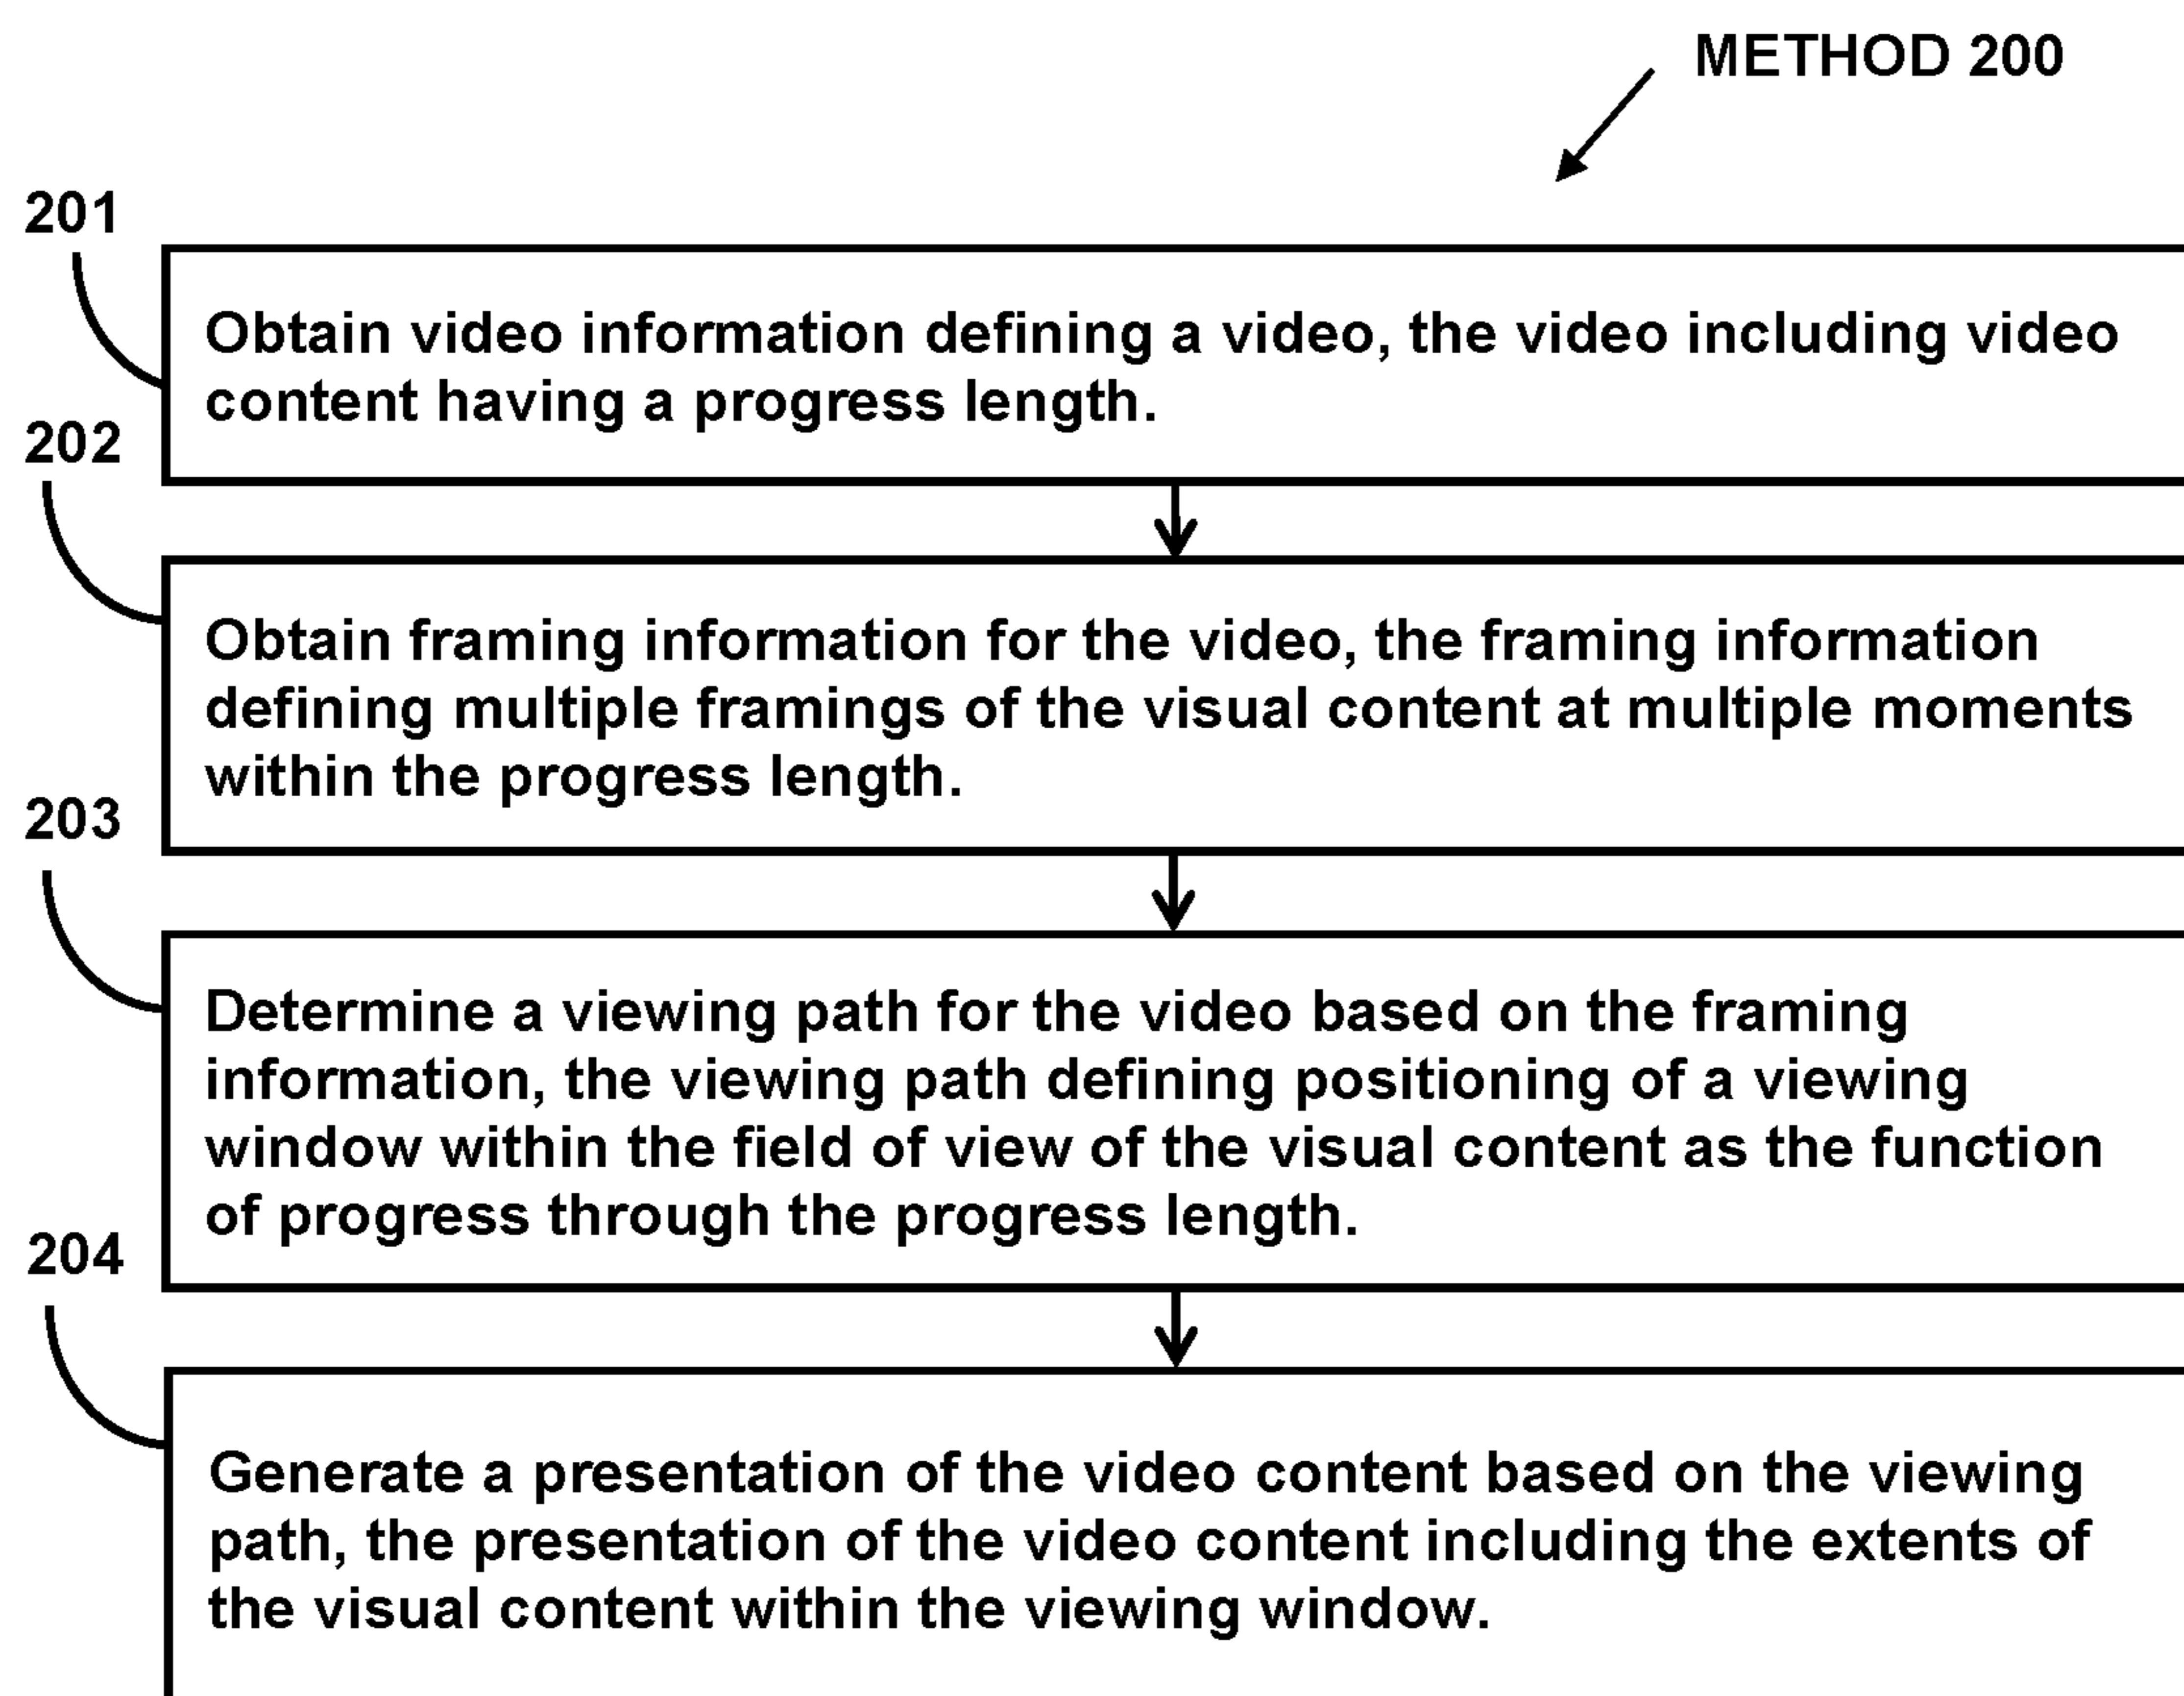 METHOD 200
201
Obtain video information defining a video, the video including video
content having a progress length.
202
Obtain framing information for the video, the framing information
defining multiple framings of the visual content at multiple moments
within the progress length.
203
Determine a viewing path for the video based on the framing
information, the viewing path defining positioning of a viewing
window within the field of view of the visual content as the function
of progress through the progress length.
204
Generate a presentation of the video content based on the viewing
path, the presentation of the video content including the extents of
the visual content within the viewing window.